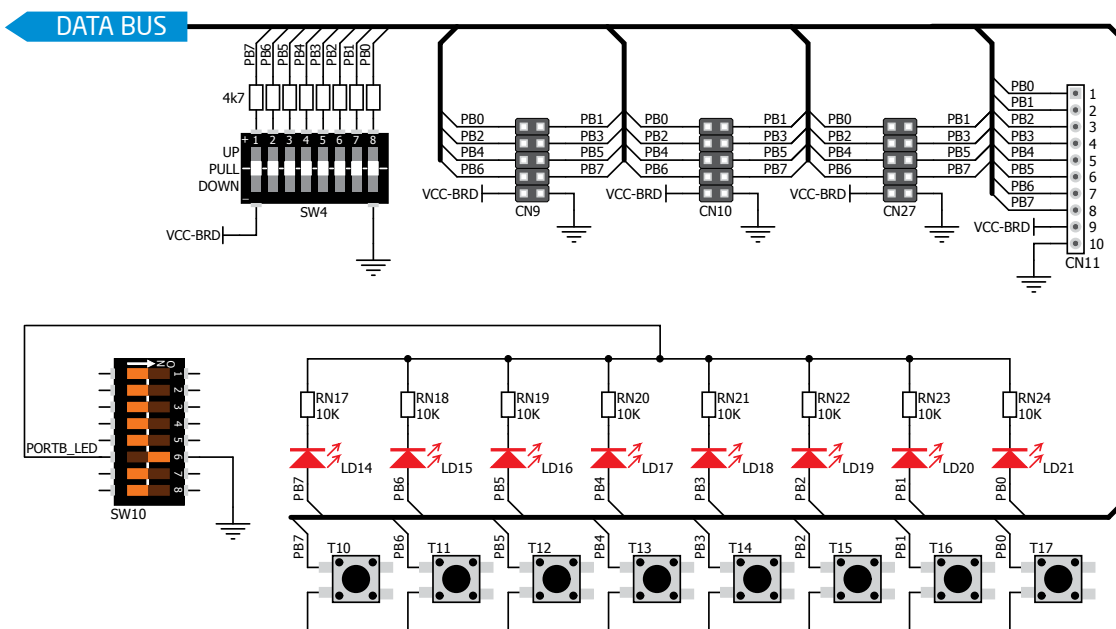 DATA BUS
PB7 PB6 PB5 PB4 PB3 PB2 PB1 PB0
4k7
+ 1 2 3 4 5 6 7 8
UP
PULL
DOWN
−
SW4
VCC-BRD
PB0 PB1
PB2 PB3
PB4 PB5
PB6 PB7
VCC-BRD
CN9
PB0 PB1
PB2 PB3
PB4 PB5
PB6 PB7
VCC-BRD
CN10
PB0 PB1
PB2 PB3
PB4 PB5
PB6 PB7
VCC-BRD
CN27
PB0 1
PB1 2
PB2 3
PB3 4
PB4 5
PB5 6
PB6 7
PB7 8
VCC-BRD 9
10
CN11
ON
1
2
3
4
5
6
7
8
PORTB_LED
SW10
RN17 RN18 RN19 RN20 RN21 RN22 RN23 RN24
10K 10K 10K 10K 10K 10K 10K 10K
LD14 LD15 LD16 LD17 LD18 LD19 LD20 LD21
PB7 PB6 PB5 PB4 PB3 PB2 PB1 PB0
PB7 PB6 PB5 PB4 PB3 PB2 PB1 PB0
T10 T11 T12 T13 T14 T15 T16 T17